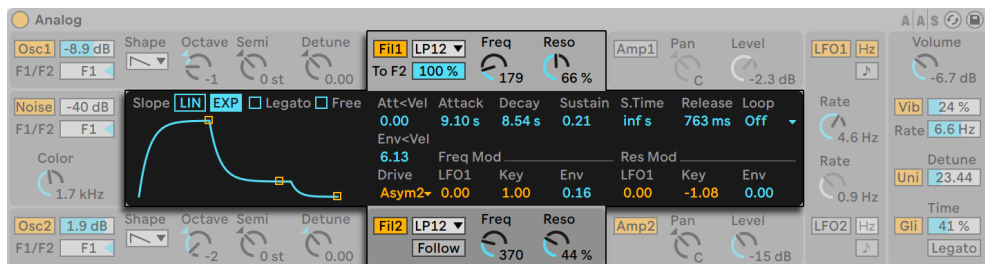 Analog A A S
Osc1 -8.9 dB Shape Octave Semi Detune Fil1 LP12 Freq Reso Amp1 Pan Level LFO1 Hz Volume
F1/F2 F1 -1 0 st 0.00 To F2 100 % 179 66 % C -2.3 dB -6.7 dB
Noise -40 dB Slope LIN EXP Legato Free Att<Vel Attack Decay Sustain S.Time Release Loop Rate Vib 24 %
F1/F2 F1 0.00 9.10 s 8.54 s 0.21 inf s 763 ms Off 4.6 Hz Rate 6.6 Hz
Env<Vel
Color 6.13 Freq Mod Res Mod Rate Detune
1.7 kHz Drive LFO1 Key Env LFO1 Key Env 0.9 Hz Uni 23.44
Asym2 0.00 1.00 0.16 0.00 -1.08 0.00 Time
Osc2 1.9 dB Shape Octave Semi Detune Fil2 LP12 Freq Reso Amp2 Pan Level LFO2 Hz Gli 41 %
F1/F2 F1 -2 0 st 0.00 Follow 370 44 % C -15 dB Legato